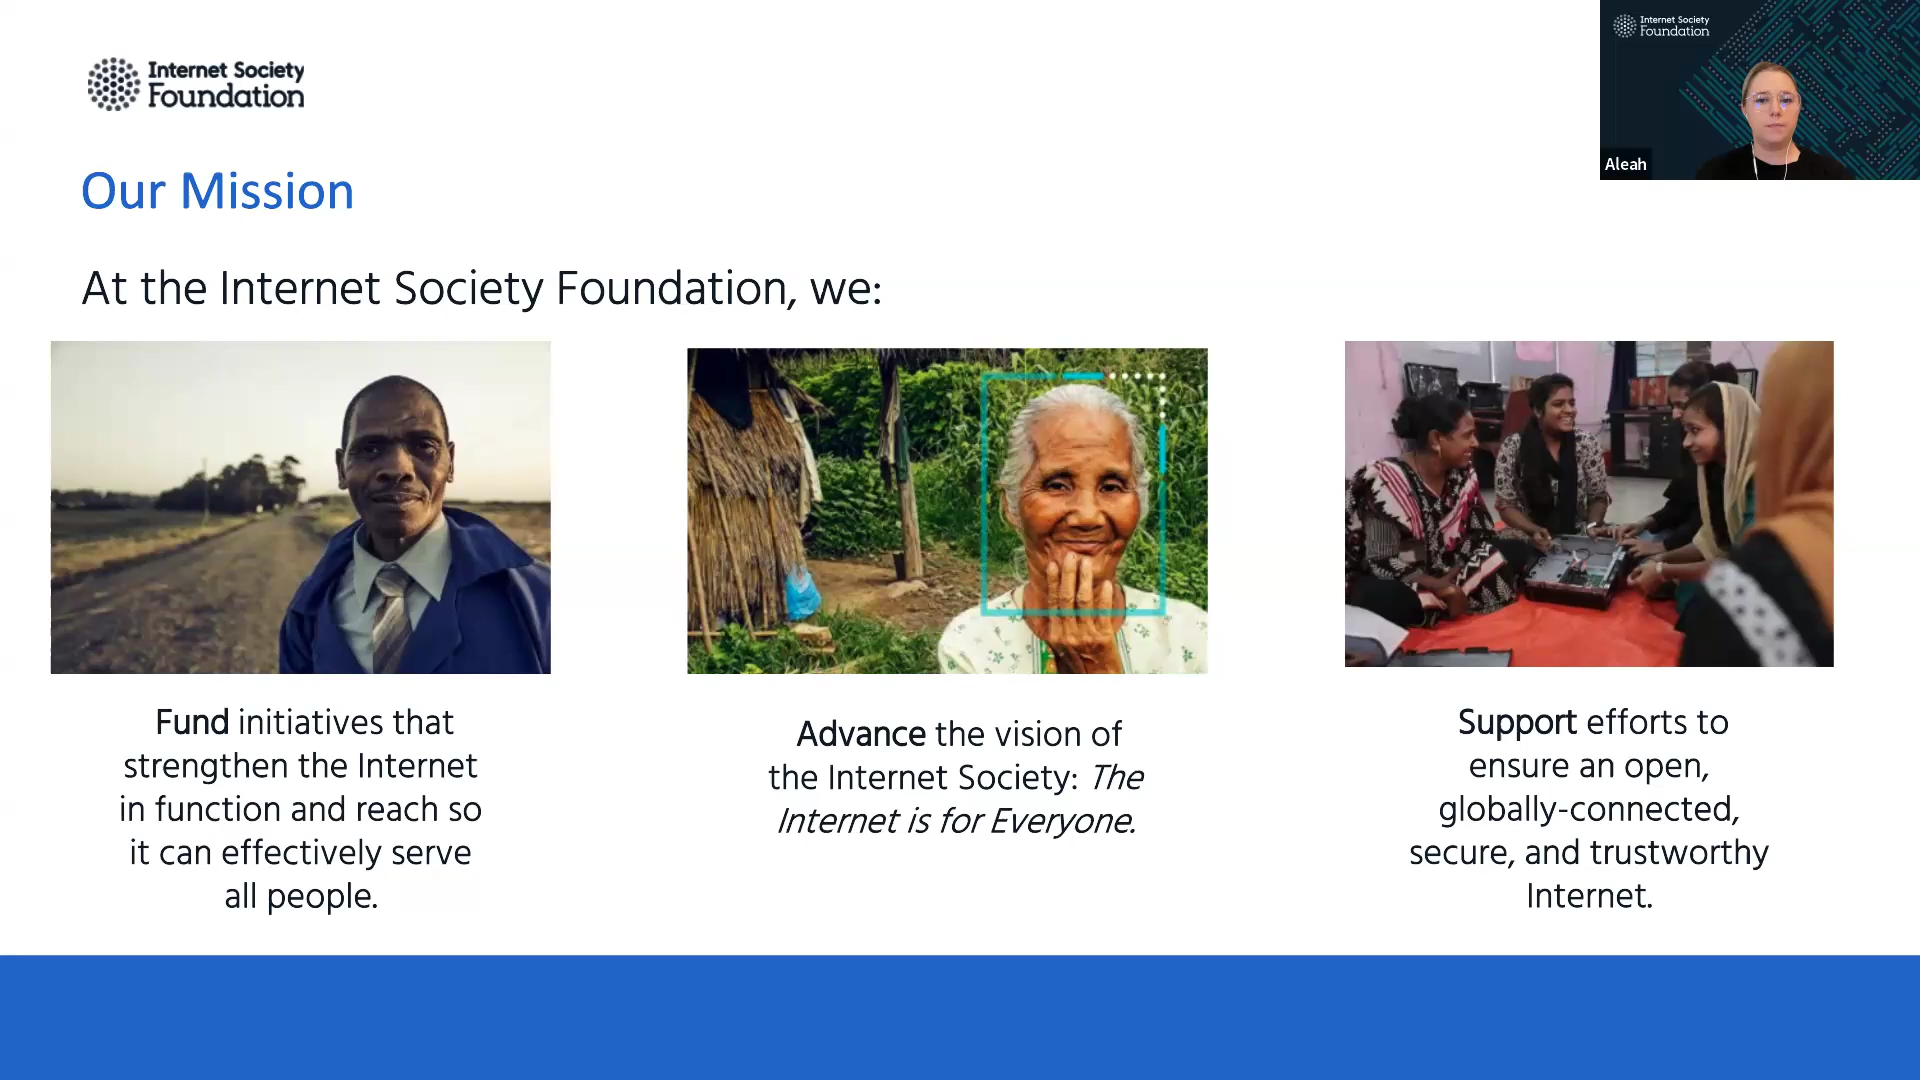 Internet Society
Foundation
Internet Society
Foundation
Aleah
Our Mission
At the Internet Society Foundation, we:
Fund initiatives that
strengthen the Internet
in function and reach so
it can effectively serve
all people.
Advance the vision of
the Internet Society: The
Internet is for Everyone.
Support efforts to
ensure an open,
globally-connected,
secure, and trustworthy
Internet.